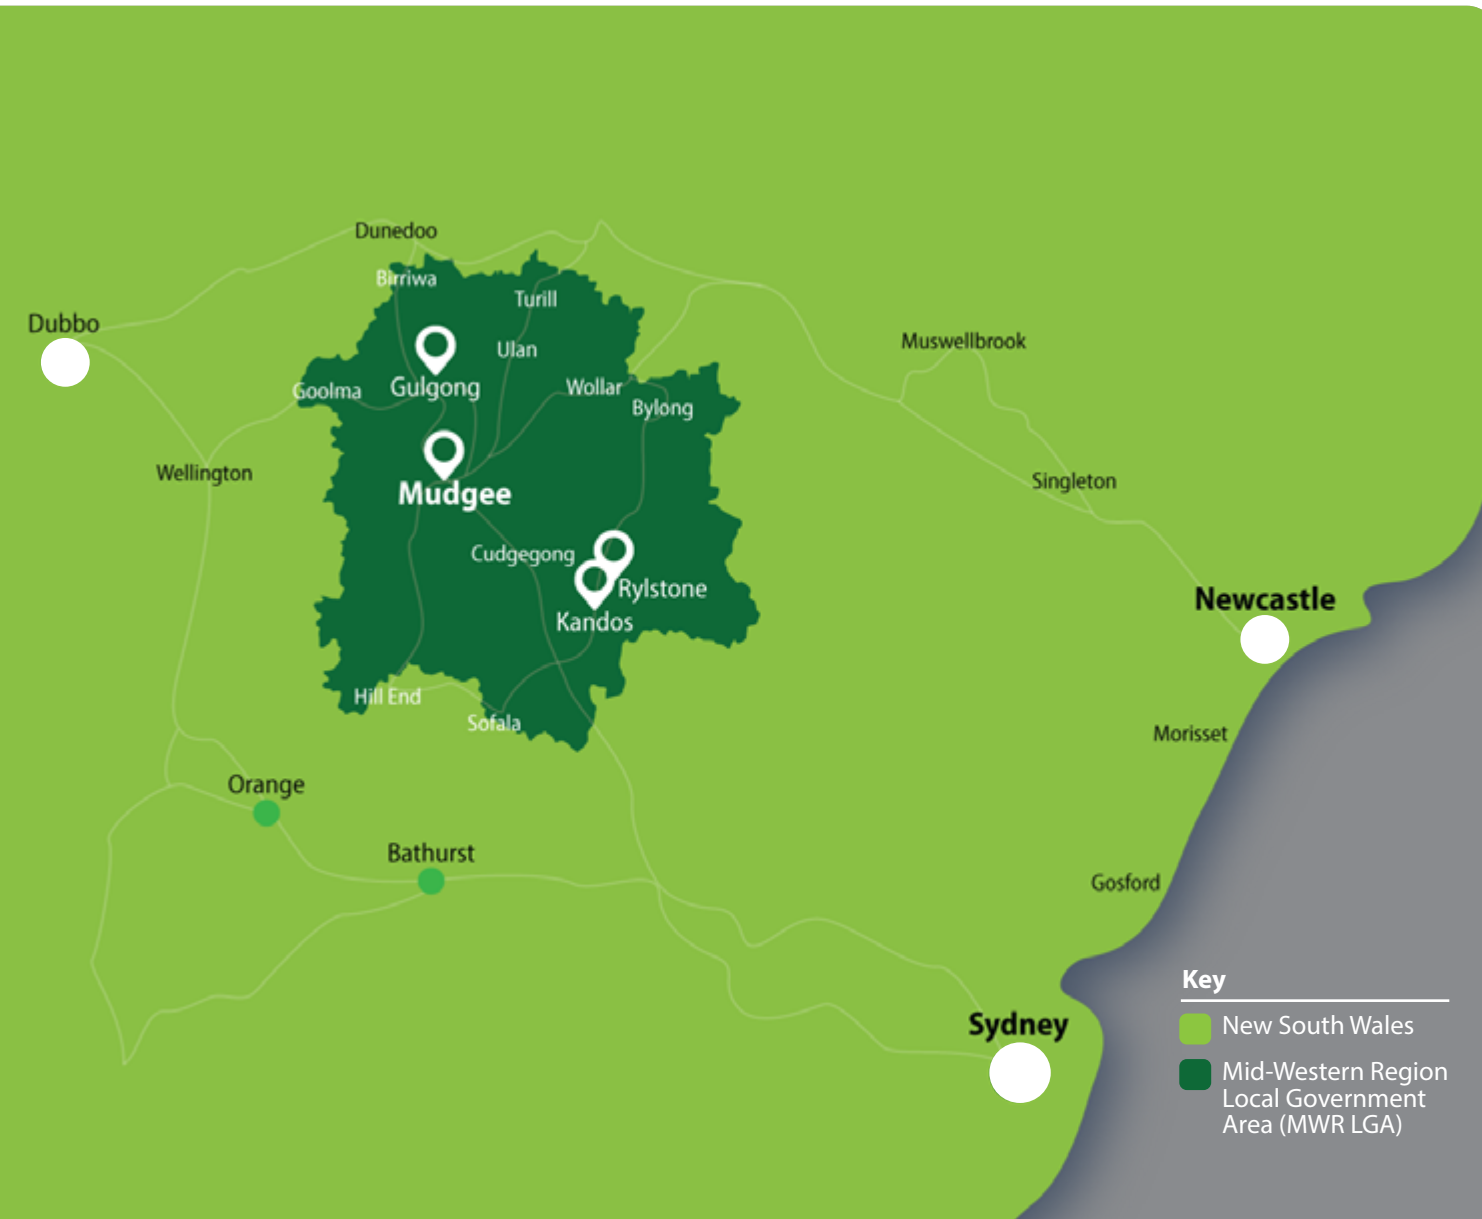 Dunedoo
Birriwa
Turill
Dubbo
Muswellbrook
Ulan
Goolma
Gulgong
Wollar
Bylong
Wellington
Singleton
Mudgee
Cudgegong
Rylstone
Newcastle
Kandos
Hill End
Sofala
Morisset
Orange
Bathurst
Gosford
Sydney
Key
New South Wales
Mid-Western Region
Local Government
Area (MWR LGA)